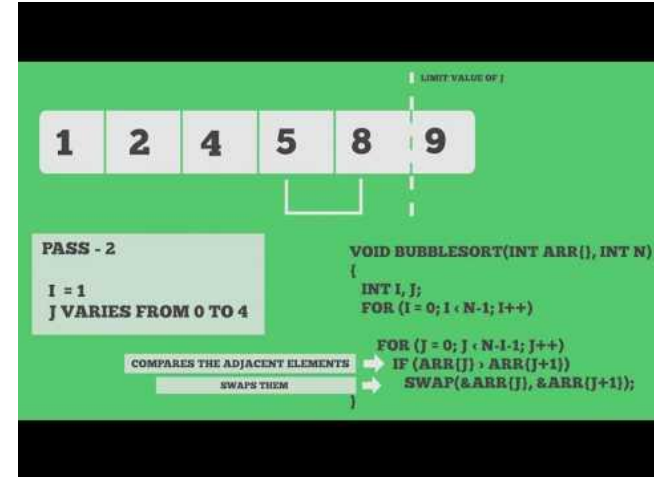 LIMIT VALUE OF J
1 2 4 5 8 9
PASS - 2
I = 1
J VARIES FROM 0 TO 4
VOID BUBBLESORT(INT ARR{}, INT N)
{
INT I, J;
FOR (I = 0; I < N-1; I++)
FOR (J = 0; J < N-I-1; J++)
COMPARES THE ADJACENT ELEMENTS
IF (ARR{J} > ARR{J+1})
SWAPS THEM
SWAP(&ARR{J}, &ARR{J+1});
}